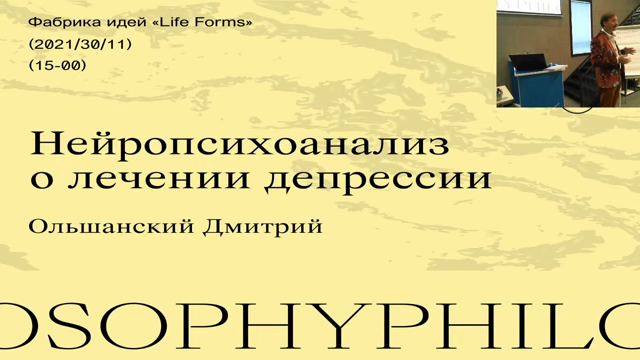 Фабрика идей «Life Forms»
(2021/30/11)
(15-00)
Нейропсихоанализ
о лечении депрессии
Ольшанский Дмитрий
OSOPHYPHILO